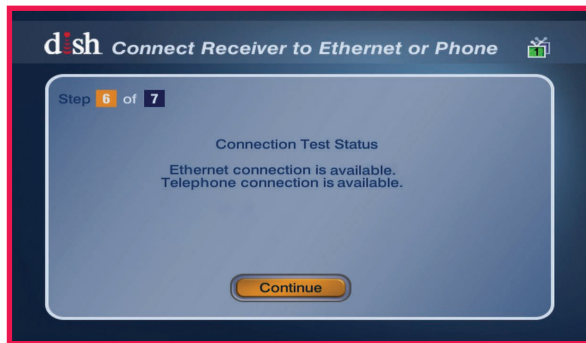 dish Connect Receiver to Ethernet or Phone 1
Step 6 of 7
Connection Test Status
Ethernet connection is available.
Telephone connection is available.
Continue